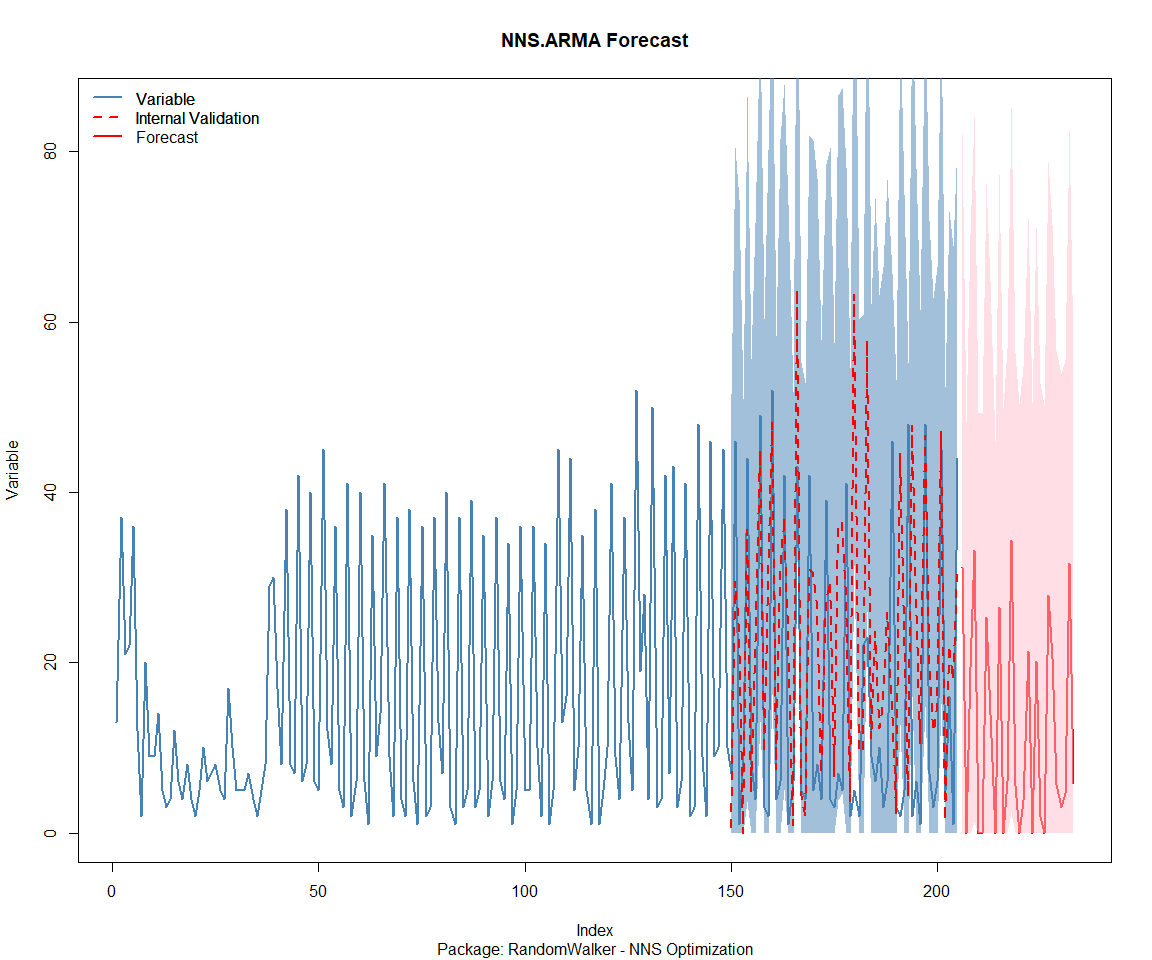 NNS.ARMA Forecast
Variable
Internal Validation
Forecast
Variable
80
60
40
20
0
0 50 100 150 200
Index
Package: RandomWalker - NNS Optimization